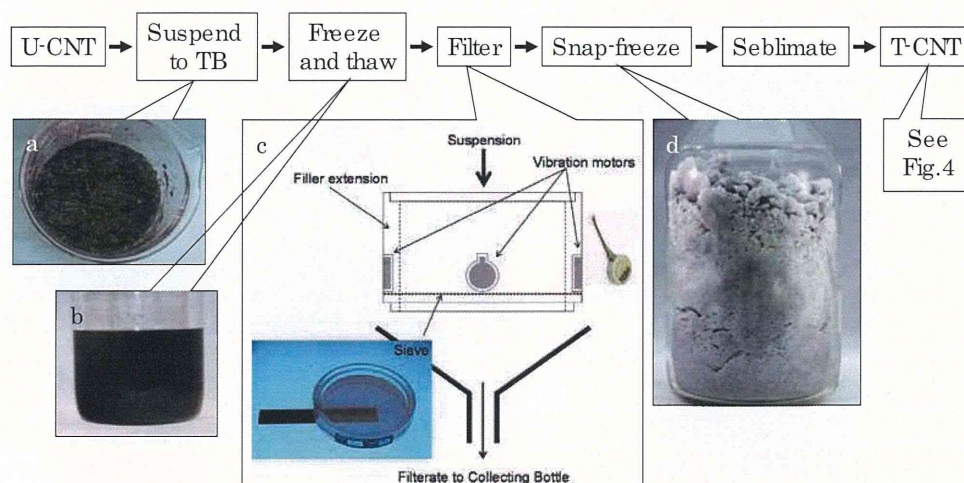 U-CNT
Suspend
to TB
Freeze
and thaw
Filter
Snap-freeze
Seblimate
T-CNT
See
Fig.4
a
b
c
Suspension
Filler extension
Vibration motors
Sieve
Filterate to Collecting Bottle
d